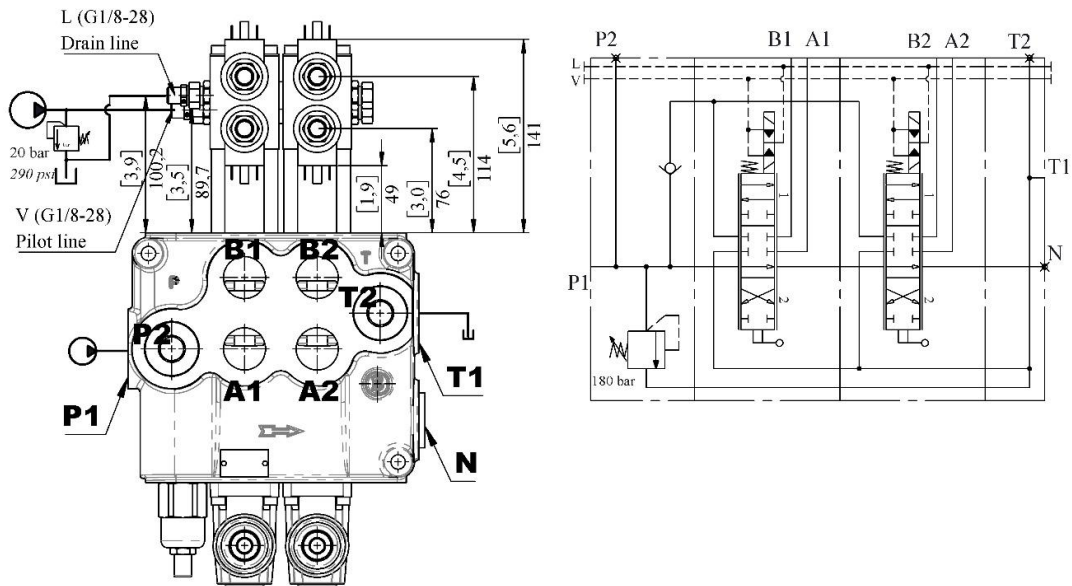 L (G1/8-28)
Drain line
20 bar
290 psi
V (G1/8-28)
Pilot line
[3,9]
100,2
[3,5]
89,7
[1,9]
49
[3,0]
76
[4,5]
114
[5,6]
141
B1 B2
T
T2
P2
A1 A2
T1
P1
N
P2 B1 A1 B2 A2 T2
L
V
T1
1 1
N
P1
2 2
180 bar